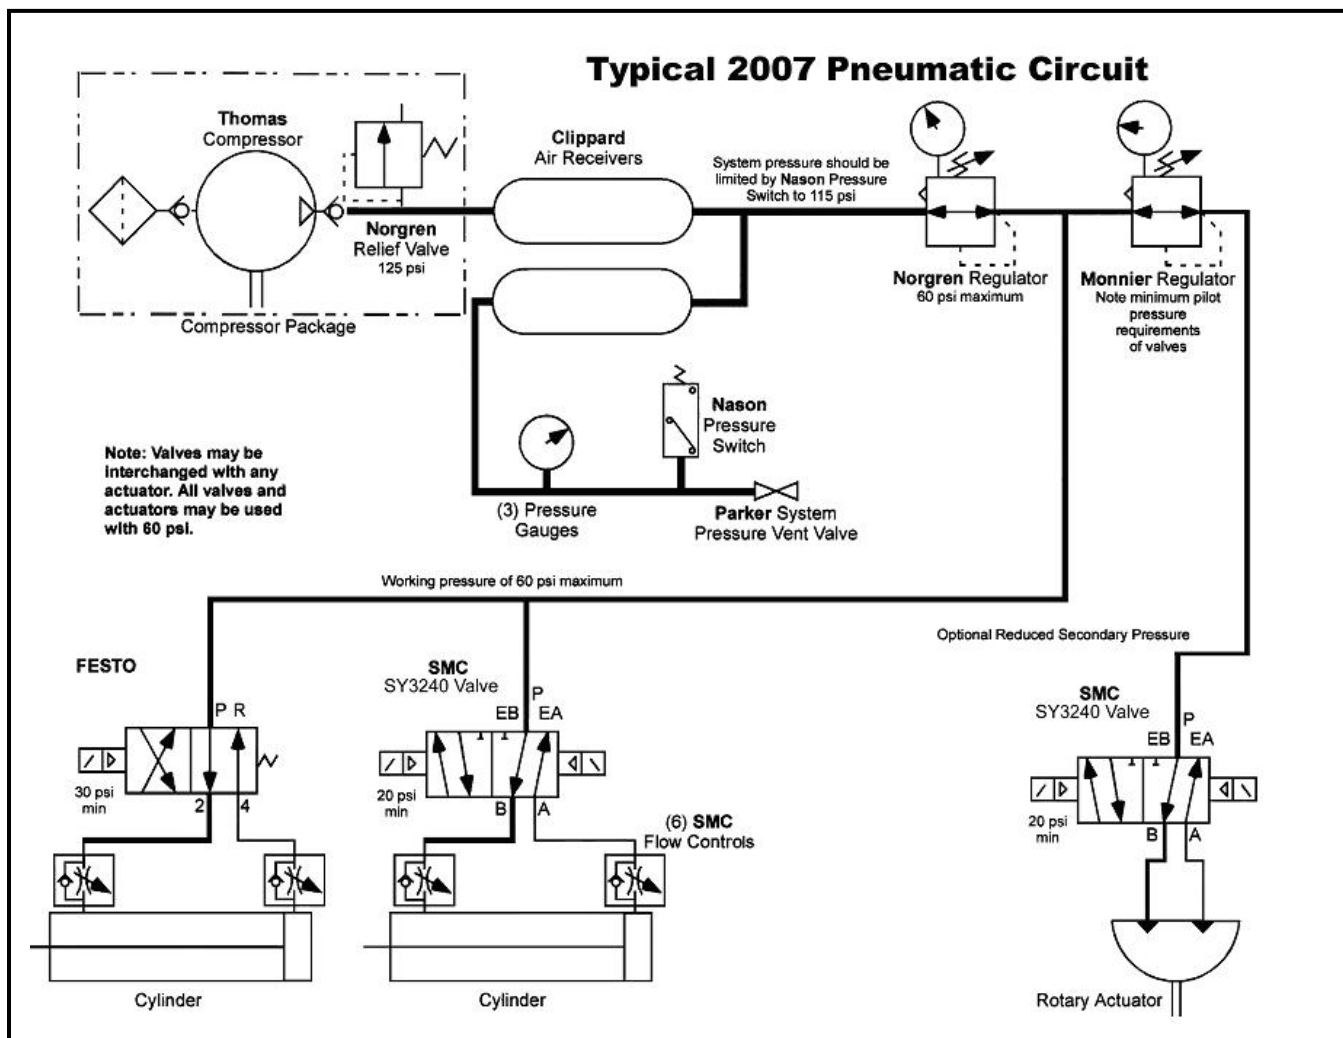 Typical 2007 Pneumatic Circuit
Thomas
Compressor
Norgren
Relief Valve
125 psi
Compressor Package
Clippard
Air Receivers
System pressure should be
limited by Nason Pressure
Switch to 115 psi
Norgren Regulator
60 psi maximum
Monnier Regulator
Note minimum pilot
pressure
requirements
of valves
Nason
Pressure
Switch
(3) Pressure
Gauges
Parker System
Pressure Vent Valve
Note: Valves may be
interchanged with any
actuator. All valves and
actuators may be used
with 60 psi.
Working pressure of 60 psi maximum
Optional Reduced Secondary Pressure
FESTO
P R
30 psi
min
2 4
Cylinder
SMC
SY3240 Valve
P
EB EA
20 psi
min
B A
(6) SMC
Flow Controls
Cylinder
SMC
SY3240 Valve
P
EB EA
20 psi
min
B A
Rotary Actuator